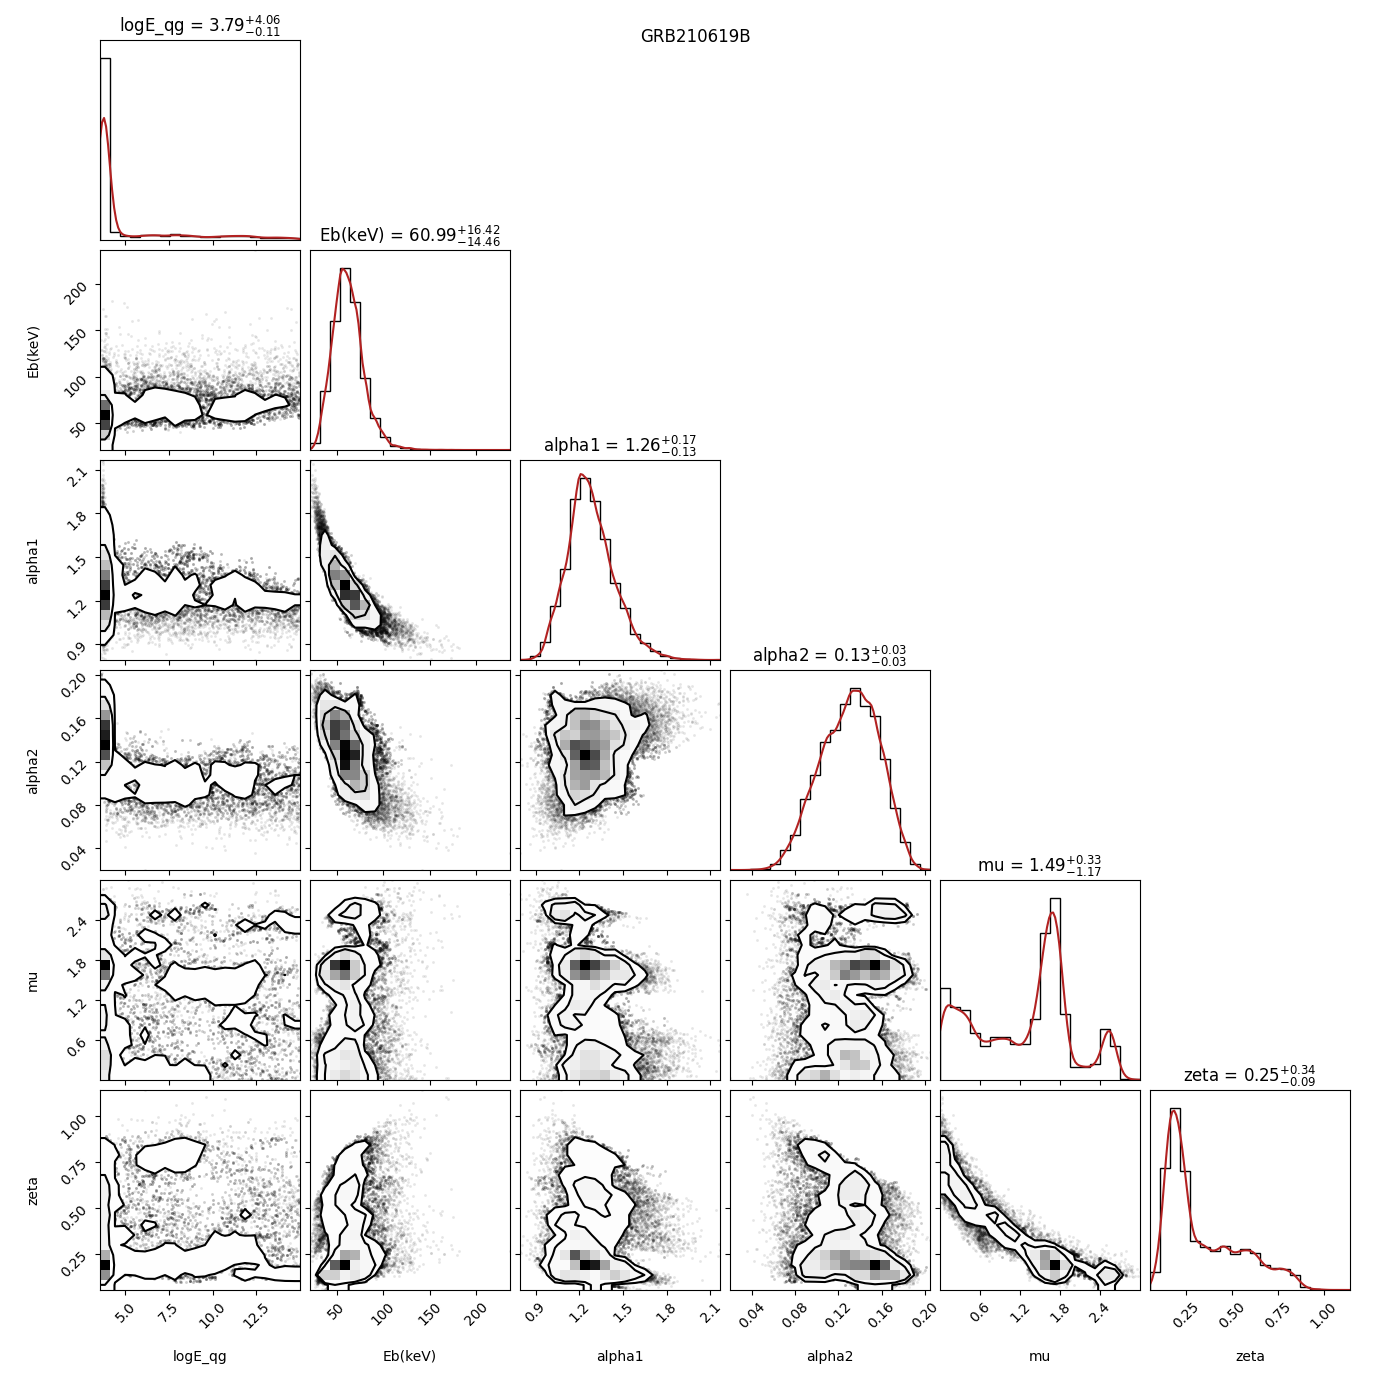 GRB210619B
logE_qg = 3.79+4.06−0.11
Eb(keV) = 60.99+16.42−14.46
Eb(keV)
200
150
100
50
alpha1 = 1.26+0.17−0.13
alpha1
2.1
1.8
1.5
1.2
0.9
alpha2 = 0.13+0.03−0.03
alpha2
0.20
0.16
0.12
0.08
0.04
mu = 1.49+0.33−1.17
mu
2.4
1.8
1.2
0.6
zeta = 0.25+0.34−0.09
zeta
1.00
0.75
0.50
0.25
5.0 7.5 10.0 12.5 50 100 150 200 0.9 1.2 1.5 1.8 2.1 0.04 0.08 0.12 0.16 0.20 0.6 1.2 1.8 2.4 0.25 0.50 0.75 1.00
logE_qg Eb(keV) alpha1 alpha2 mu zeta